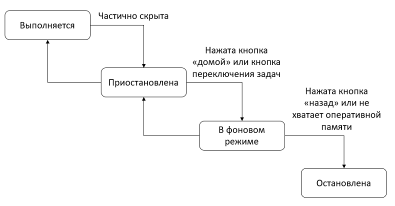 Выполняется
Частично скрыта
Приостановлена
Нажата кнопка
«домой» или кнопка
переключения задач
В фоновом
режиме
Нажата кнопка
«назад» или не
хватает оперативной
памяти
Остановлена